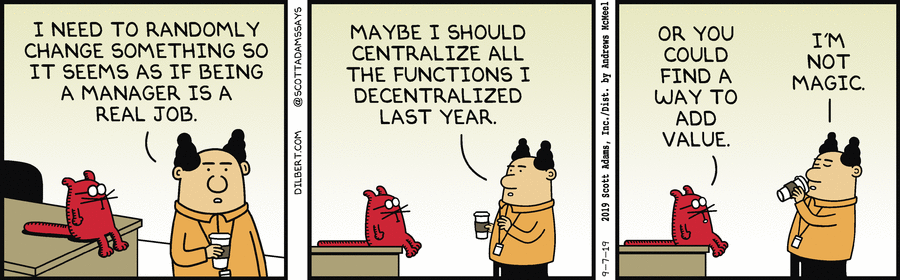 I NEED TO RANDOMLY
CHANGE SOMETHING SO
IT SEEMS AS IF BEING
A MANAGER IS A
REAL JOB.
DILBERT.COM @SCOTTADAMSSAYS
MAYBE I SHOULD
CENTRALIZE ALL
THE FUNCTIONS I
DECENTRALIZED
LAST YEAR.
9-7-19 2019 Scott Adams, Inc./Dist. by Andrews McMeel
OR YOU
COULD
FIND A
WAY TO
ADD
VALUE.
I'M
NOT
MAGIC.